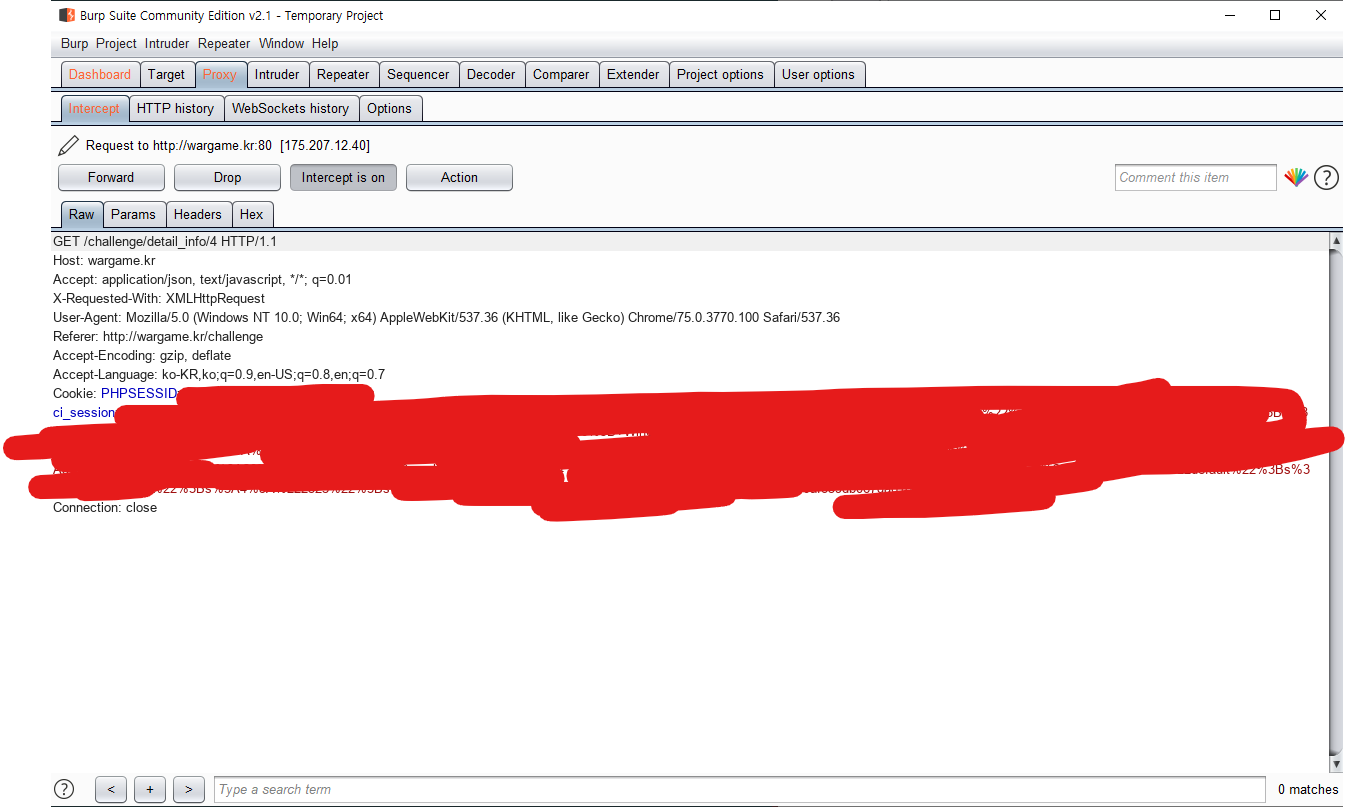 Burp Suite Community Edition v2.1 - Temporary Project
Burp Project Intruder Repeater Window Help
Dashboard Target Proxy Intruder Repeater Sequencer Decoder Comparer Extender Project options User options
Intercept HTTP history WebSockets history Options
Request to http://wargame.kr:80 [175.207.12.40]
Forward Drop Intercept is on Action Comment this item ?
Raw Params Headers Hex
GET /challenge/detail_info/4 HTTP/1.1
Host: wargame.kr
Accept: application/json, text/javascript, */*; q=0.01
X-Requested-With: XMLHttpRequest
User-Agent: Mozilla/5.0 (Windows NT 10.0; Win64; x64) AppleWebKit/537.36 (KHTML, like Gecko) Chrome/75.0.3770.100 Safari/537.36
Referer: http://wargame.kr/challenge
Accept-Encoding: gzip, deflate
Accept-Language: ko-KR,ko;q=0.9,en-US;q=0.8,en;q=0.7
Cookie: PHPSESSID
ci_session
%22%3Bs%3
Connection: close
? < + > Type a search term 0 matches